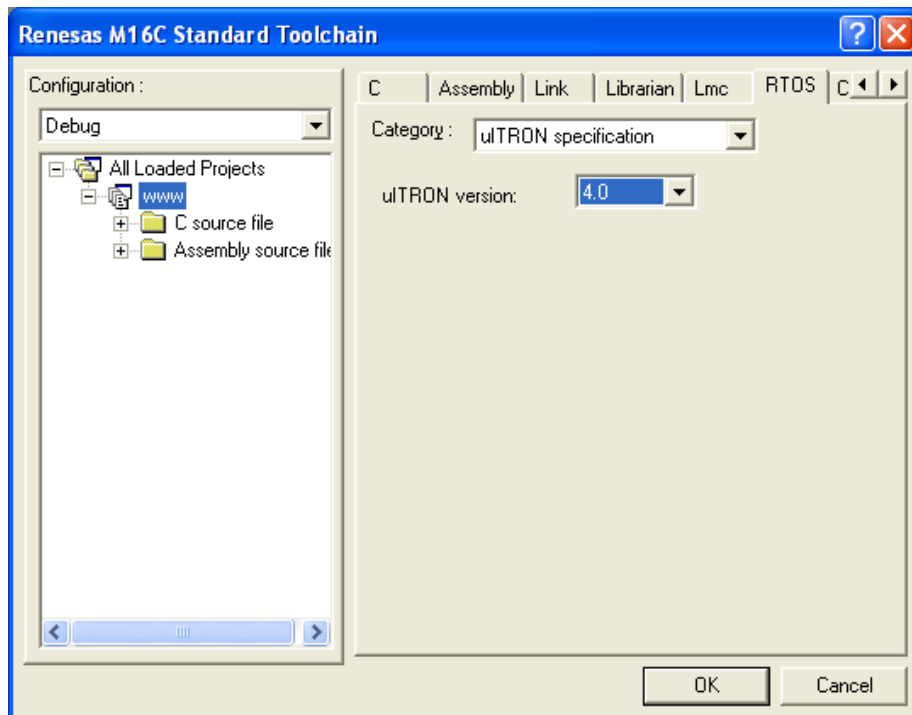 Renesas M16C Standard Toolchain
Configuration :
Debug
All Loaded Projects
www
C source file
Assembly source file
C Assembly Link Librarian Lmc RTOS C
Category : uITRON specification
uITRON version: 4.0
OK Cancel